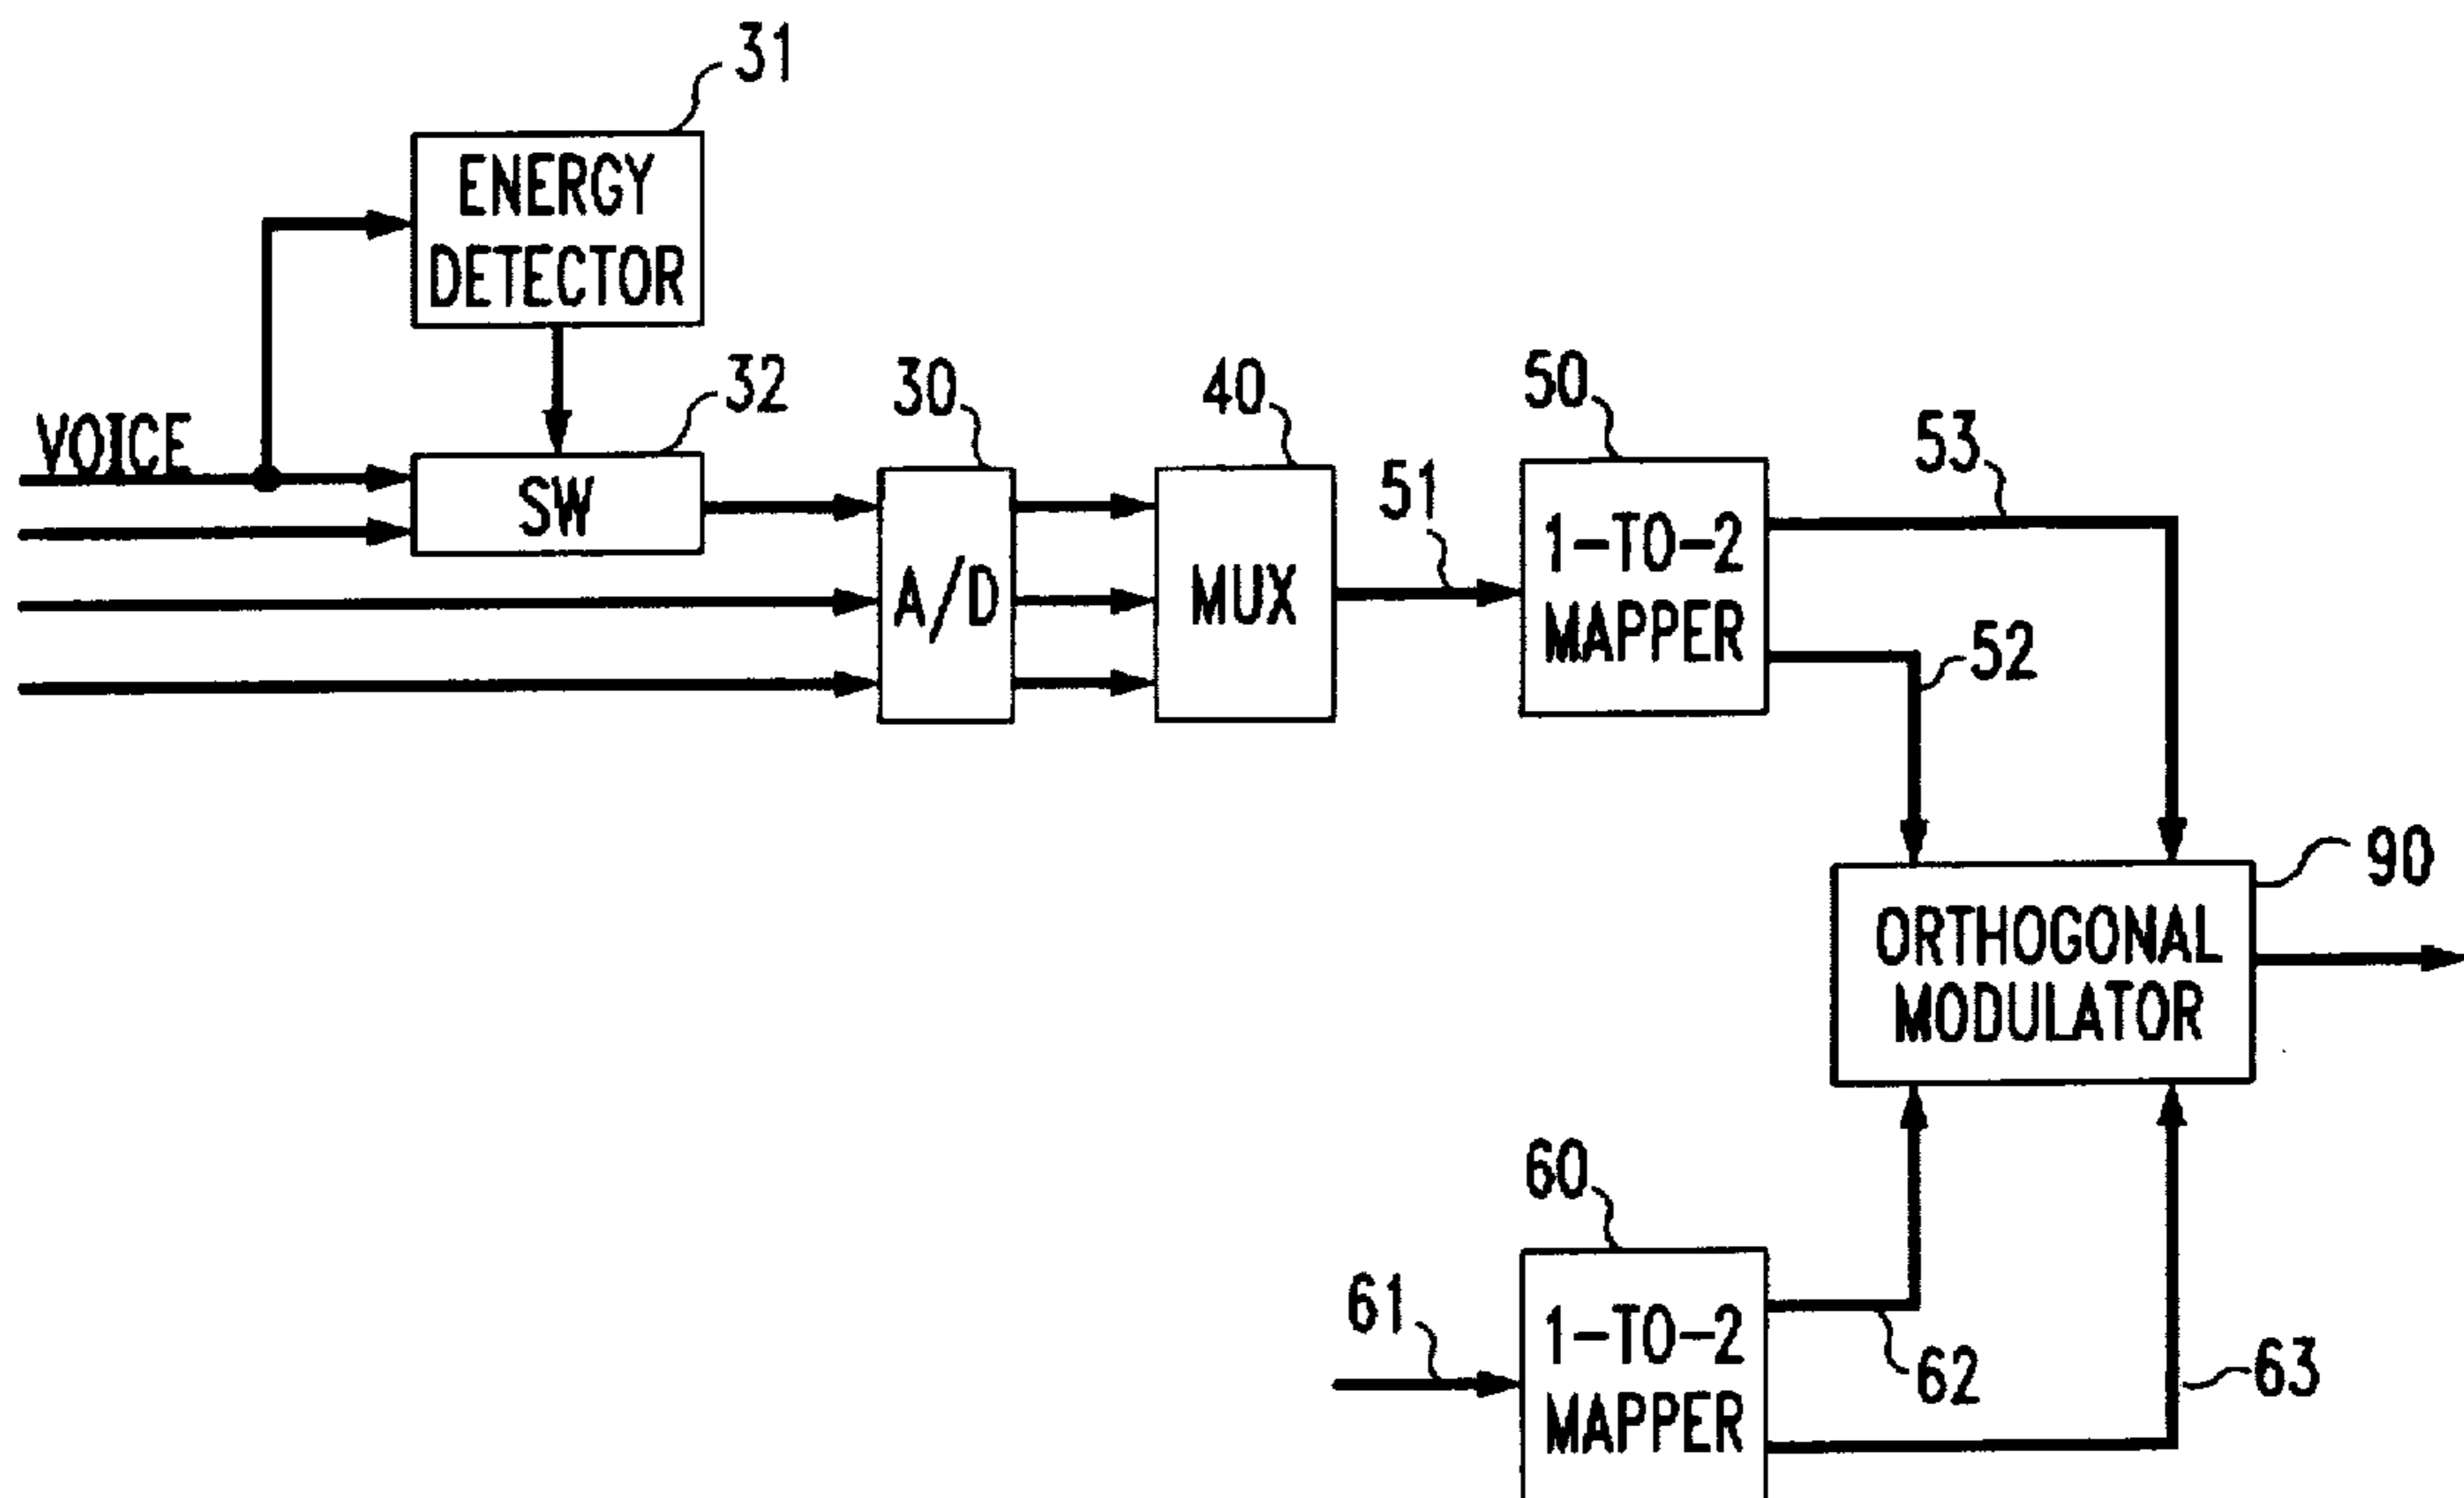 31
ENERGY
DETECTOR
32
VOICE
SW
30
A/D
40
MUX
51
50
1-TO-2
MAPPER
53
52
90
ORTHOGONAL
MODULATOR
60
61
1-TO-2
MAPPER
62
63